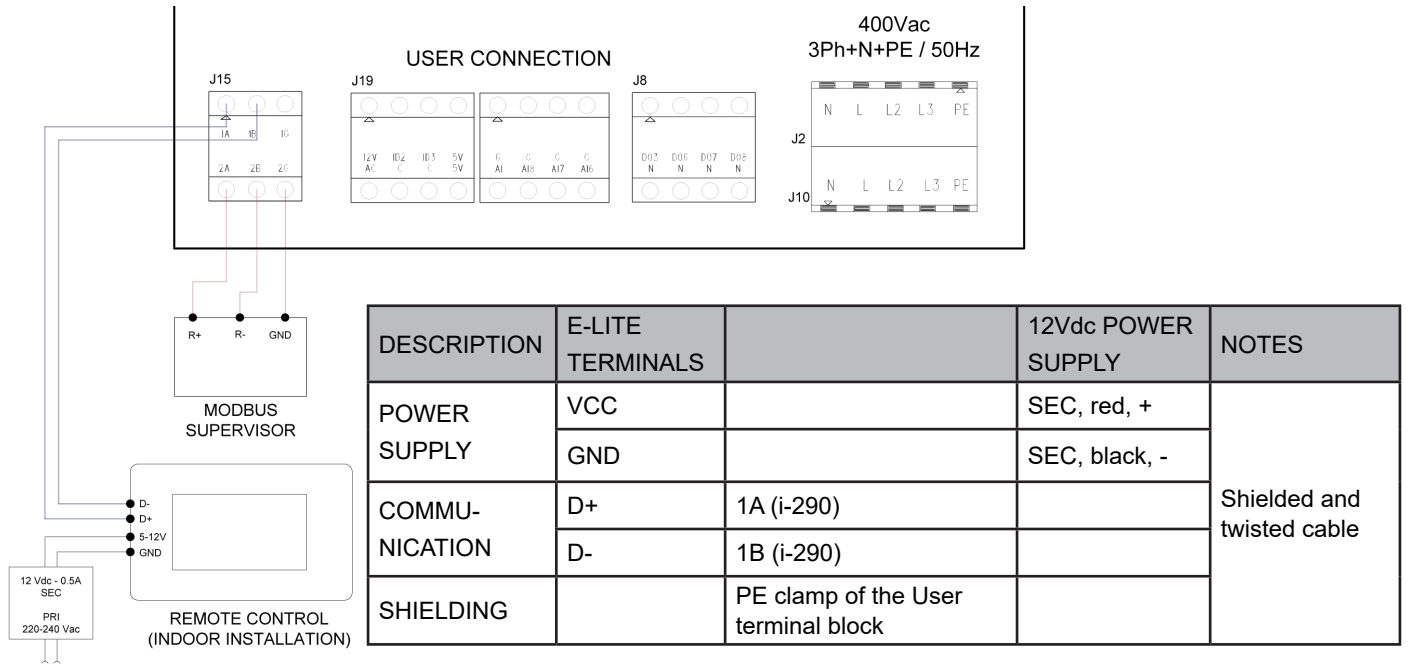 400Vac
3Ph+N+PE / 50Hz
USER CONNECTION
J15
J19
J8
1A 1B 1G
2A 2B 2G
12V ID2 ID3 5V
AC C C 5V
G C C C
AI AI8 AI7 AI6
DO3 DO6 DO7 DO8
N N N N
N L L2 L3 PE
J2
N L L2 L3 PE
J10
R+ R- GND
MODBUS
SUPERVISOR
D-
D+
5-12V
GND
12 Vdc - 0.5A
SEC
PRI
220-240 Vac
REMOTE CONTROL
(INDOOR INSTALLATION)
DESCRIPTION
E-LITE
TERMINALS
12Vdc POWER
SUPPLY
NOTES
POWER
SUPPLY
VCC
SEC, red, +
GND
SEC, black, -
COMMU-
NICATION
D+
1A (i-290)
D-
1B (i-290)
SHIELDING
PE clamp of the User
terminal block
Shielded and
twisted cable